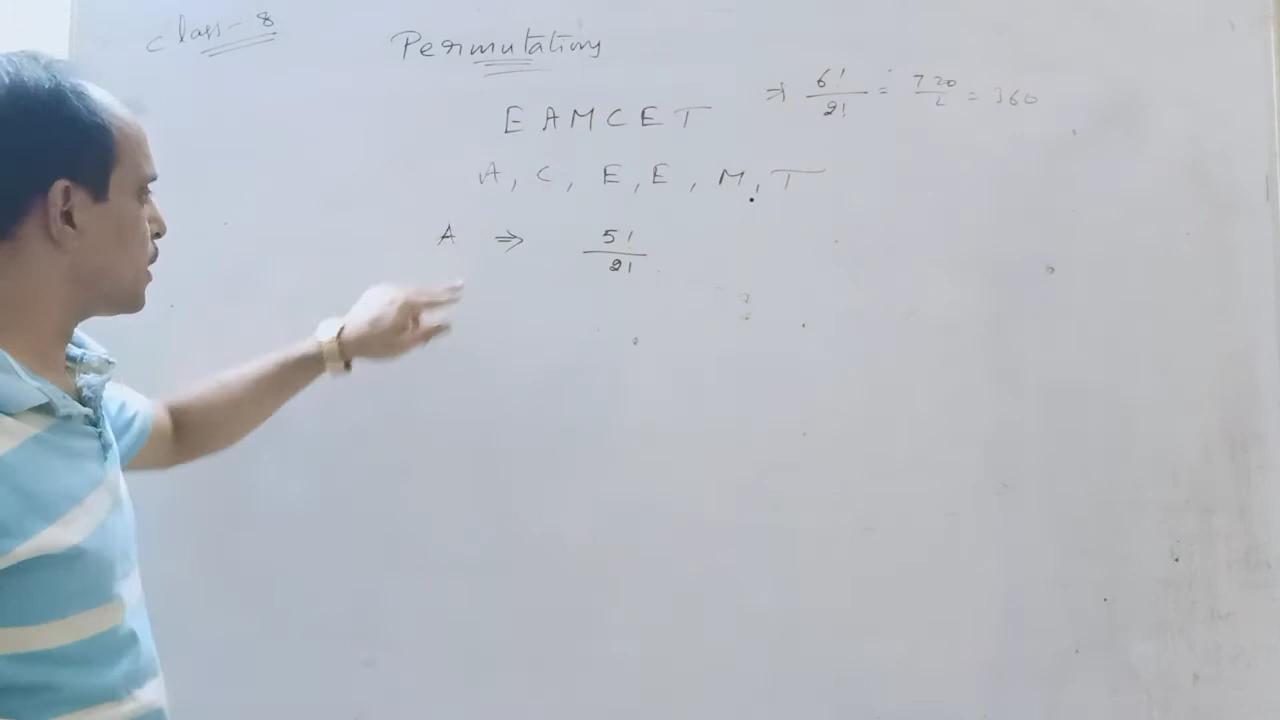 class-8
Permutations
EAMCET ⇒ 6!/2! = 720/2 = 360
A, C, E, E, M, T
A ⇒ 5!/2!